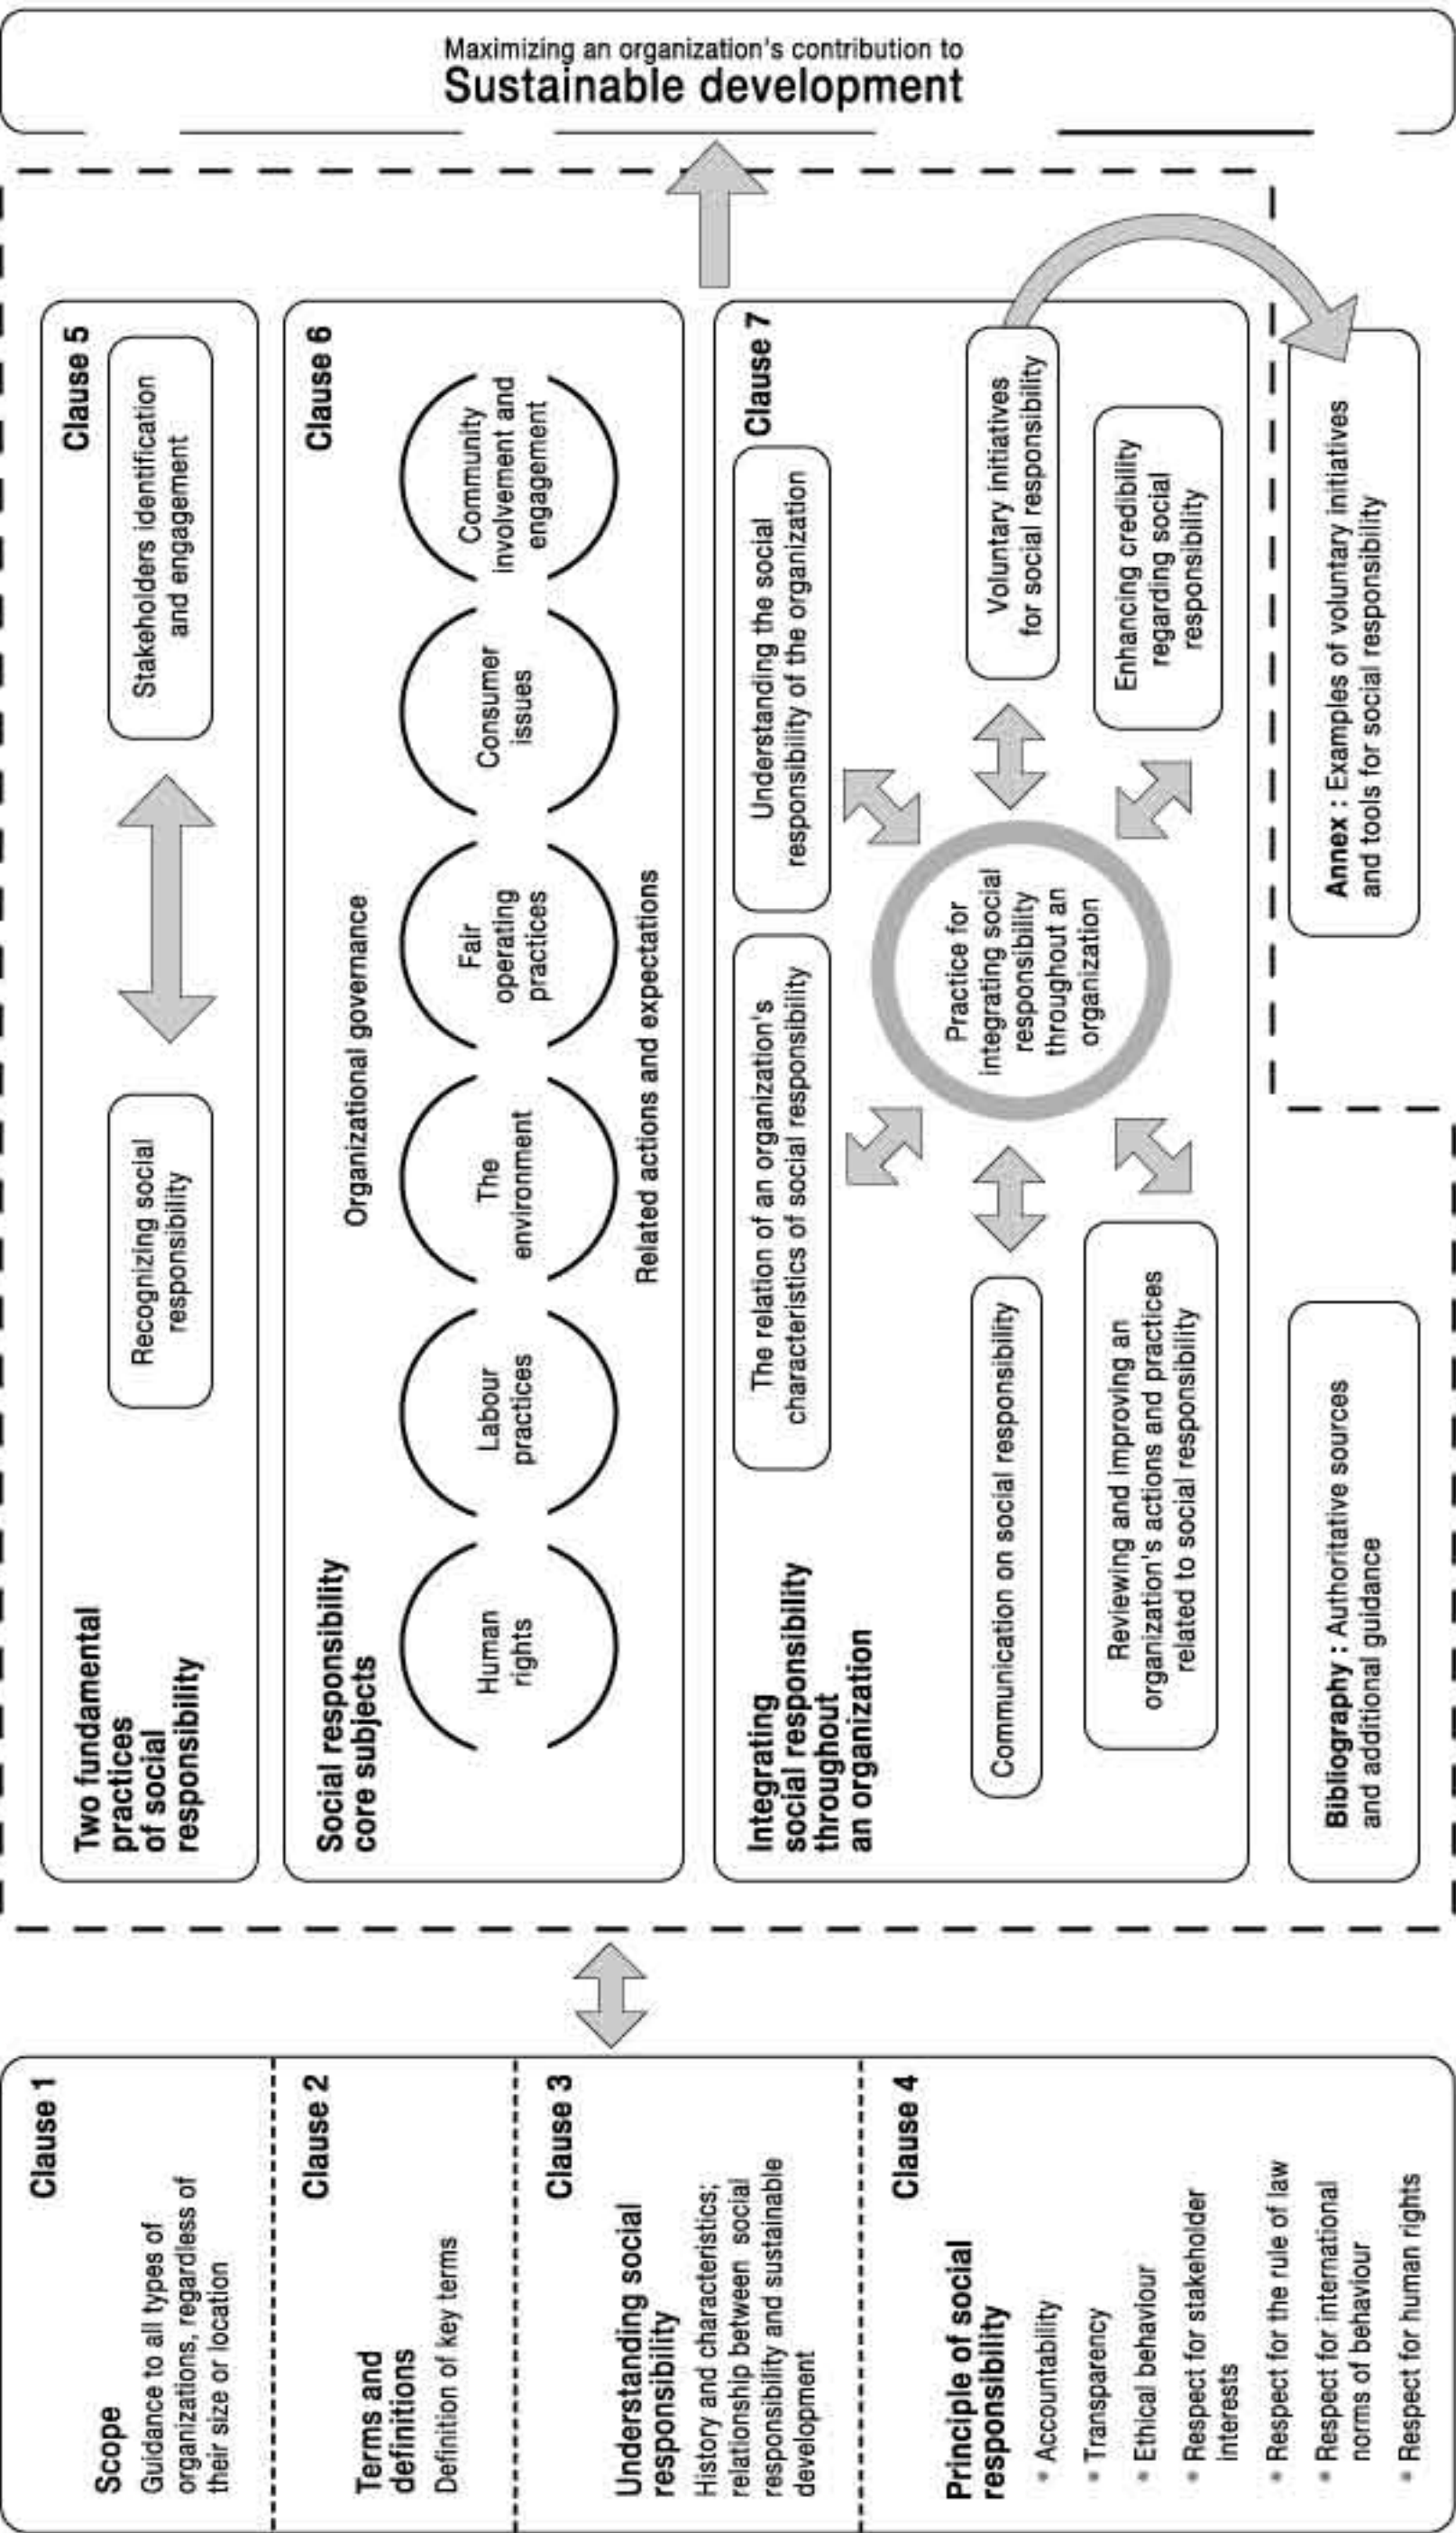 Clause 1
Scope
Guidance to all types of
organizations, regardless of
their size or location
Clause 2
Terms and
definitions
Definition of key terms
Clause 3
Understanding social
responsibility
History and characteristics;
relationship between social
responsibility and sustainable
development
Clause 4
Principle of social
responsibility
• Accountability
• Transparency
• Ethical behaviour
• Respect for stakeholder
interests
• Respect for the rule of law
• Respect for international
norms of behaviour
• Respect for human rights
Two fundamental
practices
of social
responsibility
Clause 5
Recognizing social
responsibility
Stakeholders identification
and engagement
Social responsibility
core subjects
Clause 6
Organizational governance
Human
rights
Labour
practices
The
environment
Fair
operating
practices
Consumer
issues
Community
involvement and
engagement
Related actions and expectations
Integrating
social responsibility
throughout
an organization
Clause 7
The relation of an organization's
characteristics of social responsibility
Understanding the social
responsibility of the organization
Communication on social responsibility
Practice for
integrating social
responsibility
throughout an
organization
Voluntary initiatives
for social responsibility
Reviewing and improving an
organization's actions and practices
related to social responsibility
Enhancing credibility
regarding social
responsibility
Bibliography : Authoritative sources
and additional guidance
Annex : Examples of voluntary initiatives
and tools for social responsibility
Maximizing an organization's contribution to
Sustainable development